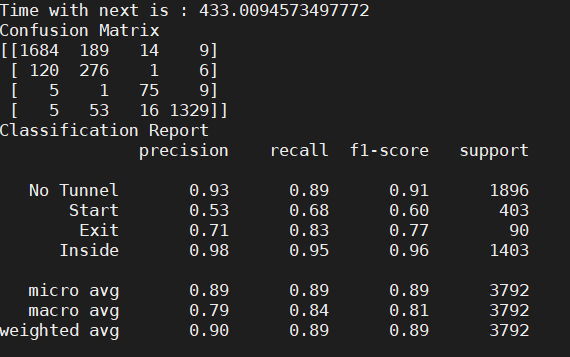 Time with next is : 433.0094573497772
Confusion Matrix
[[1684 189 14 9]
[ 120 276 1 6]
[ 5 1 75 9]
[ 5 53 16 1329]]
Classification Report
precision recall f1-score support
No Tunnel 0.93 0.89 0.91 1896
Start 0.53 0.68 0.60 403
Exit 0.71 0.83 0.77 90
Inside 0.98 0.95 0.96 1403
micro avg 0.89 0.89 0.89 3792
macro avg 0.79 0.84 0.81 3792
weighted avg 0.90 0.89 0.89 3792